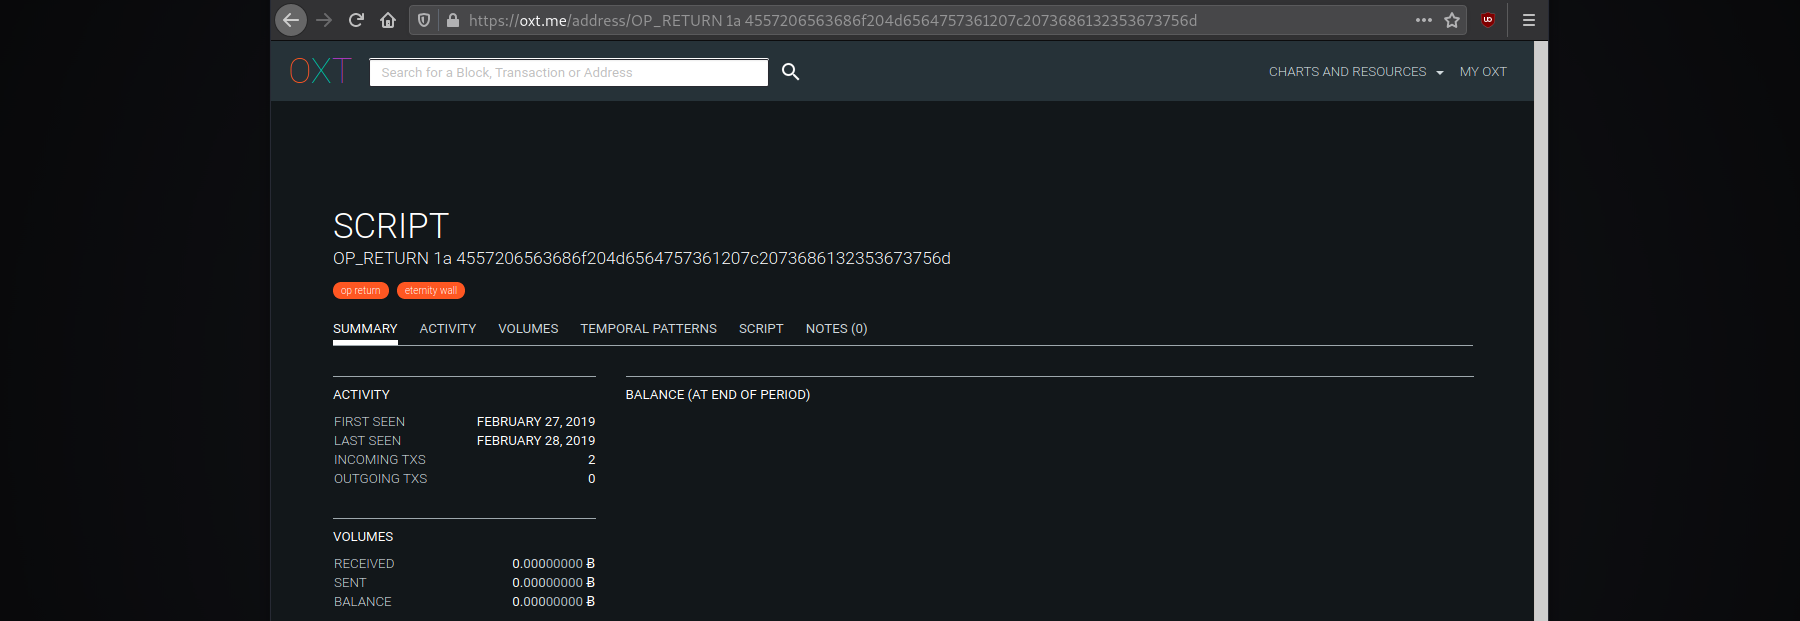 https://oxt.me/address/OP_RETURN 1a 4557206563686f204d6564757361207c2073686132353673756d
OXT
Search for a Block, Transaction or Address
CHARTS AND RESOURCES
MY OXT
SCRIPT
OP_RETURN 1a 4557206563686f204d6564757361207c2073686132353673756d
op return
eternity wall
SUMMARY ACTIVITY VOLUMES TEMPORAL PATTERNS SCRIPT NOTES (0)
ACTIVITY
FIRST SEEN FEBRUARY 27, 2019
LAST SEEN FEBRUARY 28, 2019
INCOMING TXS 2
OUTGOING TXS 0
BALANCE (AT END OF PERIOD)
VOLUMES
RECEIVED 0.00000000 Ƀ
SENT 0.00000000 Ƀ
BALANCE 0.00000000 Ƀ